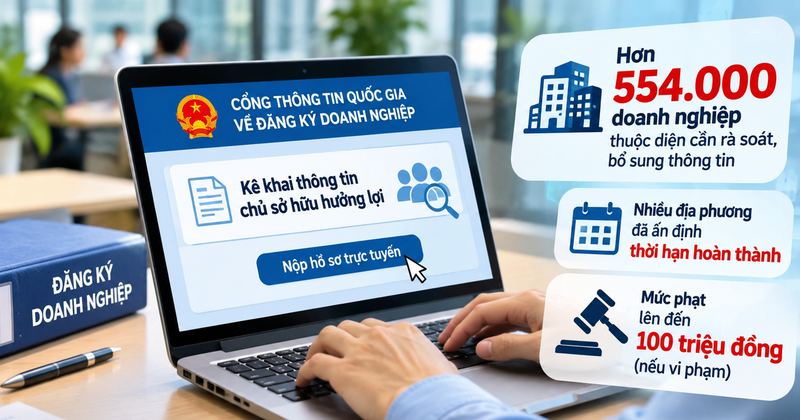 CỔNG THÔNG TIN QUỐC GIA
VỀ ĐĂNG KÝ DOANH NGHIỆP
Kê khai thông tin
chủ sở hữu hưởng lợi
Nộp hồ sơ trực tuyến
ĐĂNG KÝ
DOANH NGHIỆP
Hơn
554.000
doanh nghiệp
thuộc diện cần rà soát,
bổ sung thông tin
Nhiều địa phương
đã ấn định
thời hạn hoàn thành
Mức phạt
lên đến
100 triệu đồng
(nếu vi phạm)